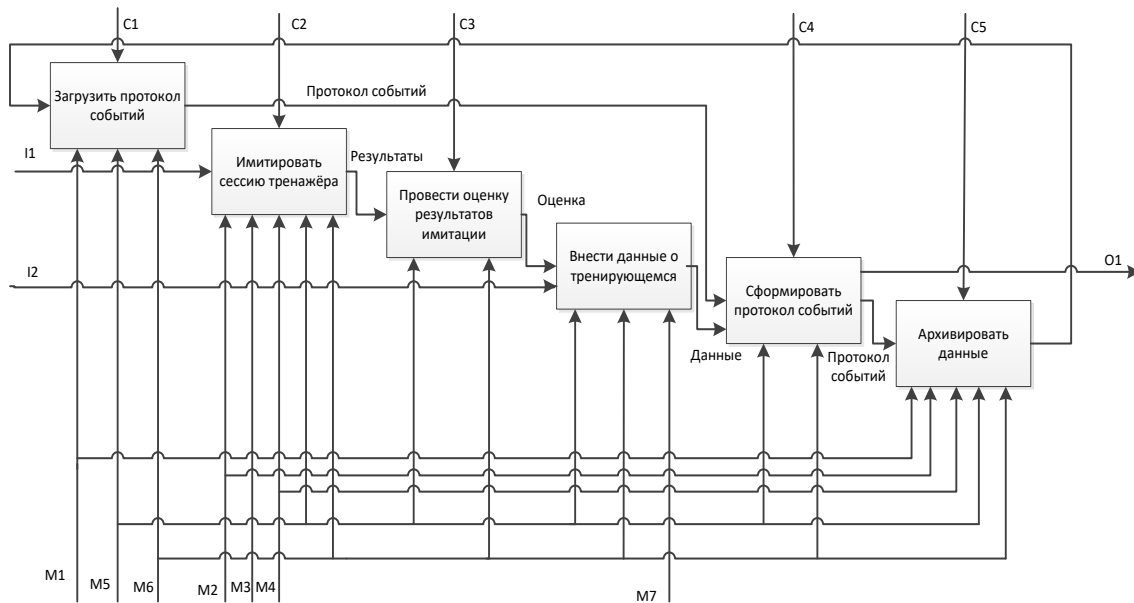 C1
C2
C3
C4
C5
Загрузить протокол
событий
Протокол событий
I1
Имитировать
сессию тренажёра
Результаты
Провести оценку
результатов
имитации
Оценка
I2
Внести данные о
тренирующемся
O1
Сформировать
протокол событий
Данные
Протокол
событий
Архивировать
данные
M1
M5
M6
M2
M3
M4
M7